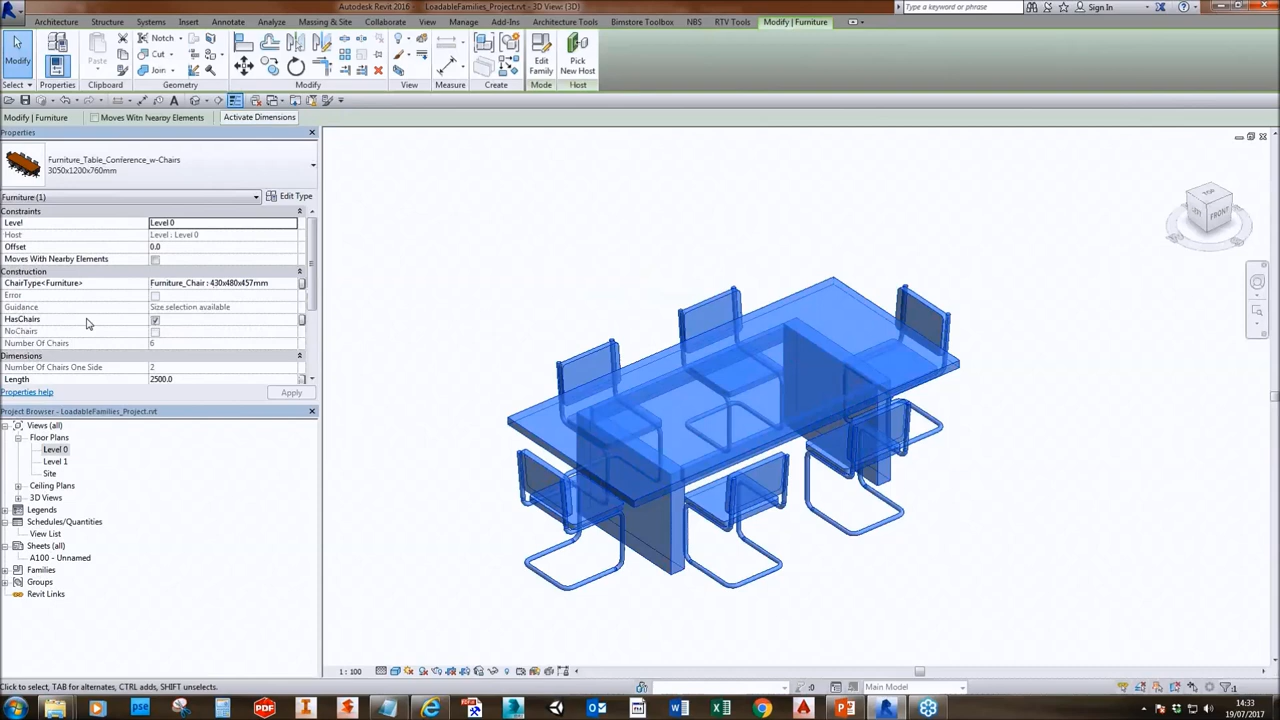 Autodesk Revit 2016 - LoadableFamilies_Project.rvt - 3D View: {3D}
Type a keyword or phrase
Sign In
Architecture Structure Systems Insert Annotate Analyze Massing & Site Collaborate View Manage Add-Ins Architecture Tools Bimstore Toolbox NBS RTV Tools Modify | Furniture
Modify
Paste
Notch
Cut
Join
Edit Family
Pick New Host
Select Properties Clipboard Geometry Modify View Measure Create Mode Host
Modify | Furniture
Moves With Nearby Elements
Activate Dimensions
Properties
Furniture_Table_Conference_w-Chairs
3050x1200x760mm
Furniture (1)
Edit Type
Constraints
Level Level 0
Host Level : Level 0
Offset 0.0
Moves With Nearby Elements
Construction
ChairType<Furniture> Furniture_Chair : 430x480x457mm
Error
Guidance Size selection available
HasChairs
NoChairs
Number Of Chairs 6
Dimensions
Number Of Chairs One Side 2
Length 2500.0
Properties help
Apply
Project Browser - LoadableFamilies_Project.rvt
Views (all)
Floor Plans
Level 0
Level 1
Site
Ceiling Plans
3D Views
Legends
Schedules/Quantities
View List
Sheets (all)
A100 - Unnamed
Families
Groups
Revit Links
TOP
FRONT
1 : 100
Click to select, TAB for alternates, CTRL adds, SHIFT unselects.
:0
Main Model
:1
pse
PDF
14:33
19/07/2017